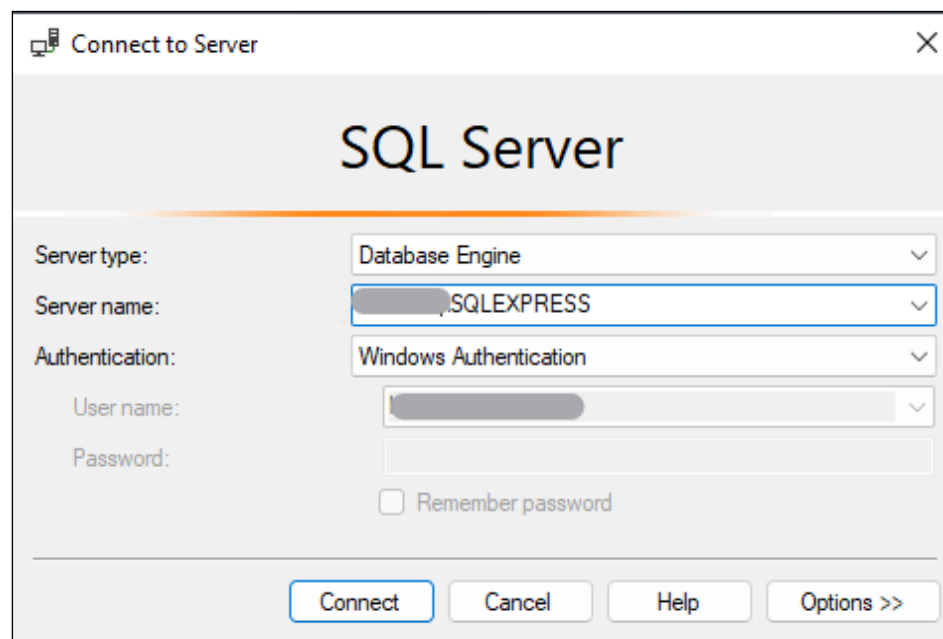 Connect to Server
SQL Server
Server type: Database Engine
Server name: SQLEXPRESS
Authentication: Windows Authentication
User name:
Password:
Remember password
Connect Cancel Help Options >>